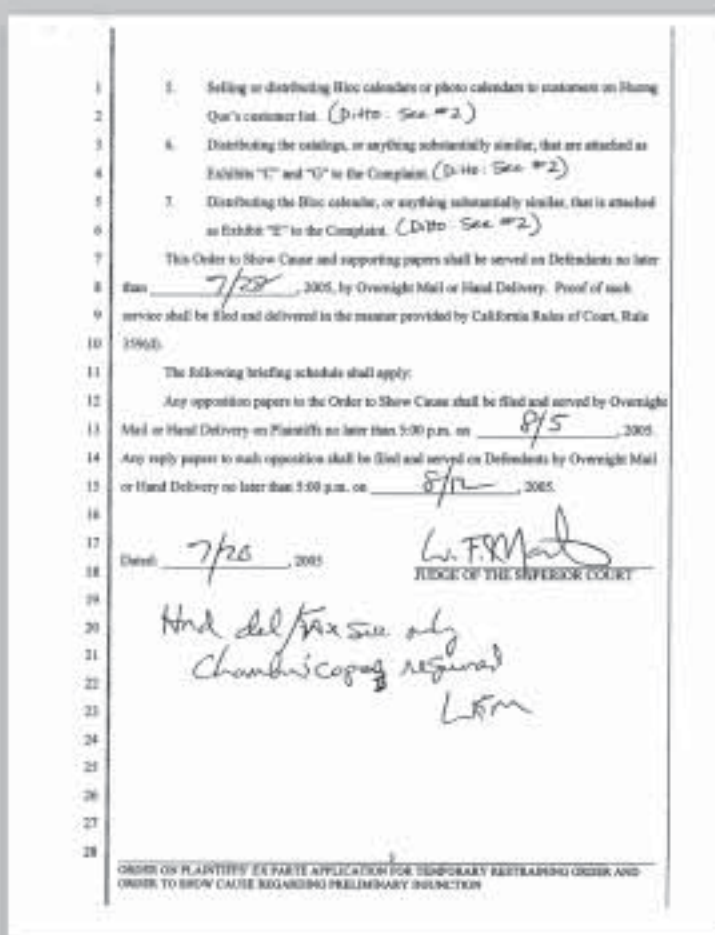 1 5. Selling or distributing Bloc calendars or photo calendars to customers on Huong
2 Que's customer list. (Ditto: See #2)
3 6. Distributing the catalogs, or anything substantially similar, that are attached as
4 Exhibits "C" and "G" to the Complaint. (Ditto: See #2)
5 7. Distributing the Bloc calendar, or anything substantially similar, that is attached
6 as Exhibit "E" to the Complaint. (Ditto: See #2)
7 This Order to Show Cause and supporting papers shall be served on Defendants no later
8 than 7/28, 2005, by Overnight Mail or Hand Delivery. Proof of such
9 service shall be filed and delivered in the manner provided by California Rules of Court, Rule
10 359(d).
11 The following briefing schedule shall apply:
12 Any opposition papers to the Order to Show Cause shall be filed and served by Overnight
13 Mail or Hand Delivery on Plaintiffs no later than 5:00 p.m. on 8/5, 2005.
14 Any reply papers to such opposition shall be filed and served on Defendants by Overnight Mail
15 or Hand Delivery no later than 5:00 p.m. on 8/12, 2005.
16
17 W. F. Mart
18 Dated: 7/26, 2005 JUDGE OF THE SUPERIOR COURT
19
20 Hnd del/FAX only
21 copies required
22
23 WFM
24
25
26
27
28
ORDER ON PLAINTIFFS' EX PARTE APPLICATION FOR TEMPORARY RESTRAINING ORDER AND
ORDER TO SHOW CAUSE REGARDING PRELIMINARY INJUNCTION